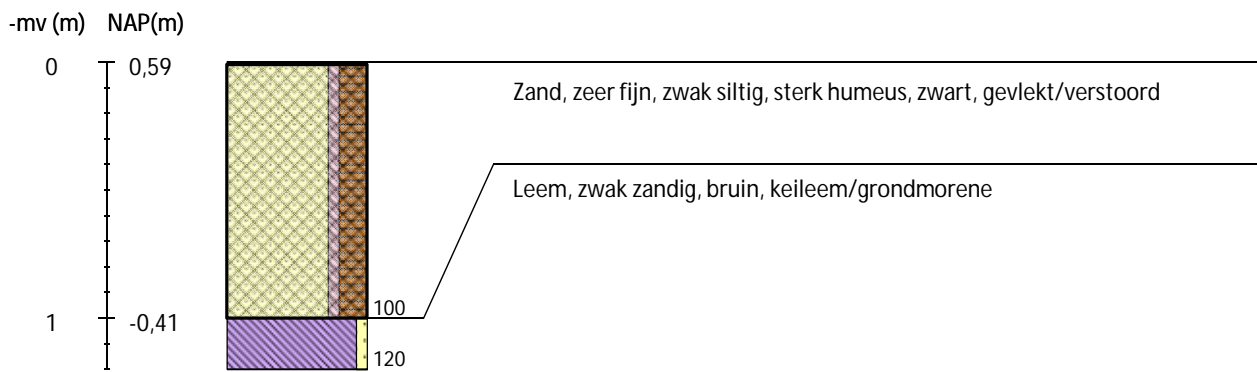 -mv (m) NAP(m)
0 0,59
Zand, zeer fijn, zwak siltig, sterk humeus, zwart, gevlekt/verstoord
Leem, zwak zandig, bruin, keileem/grondmorene
100
1 -0,41
120